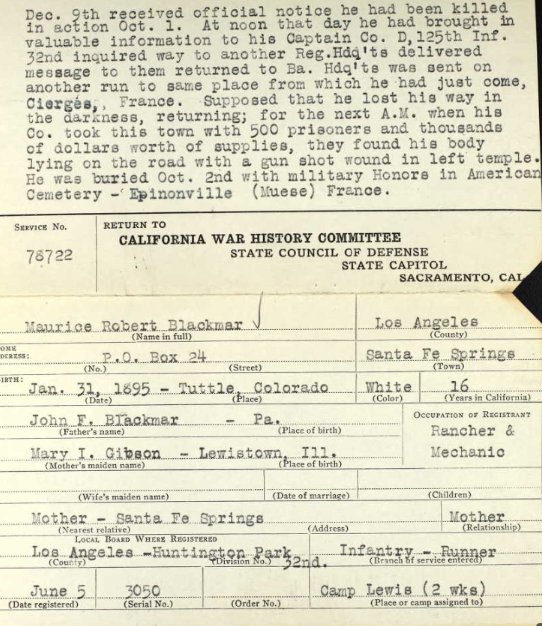 Dec. 9th received official notice he had been killed
in action Oct. 1. At noon that day he had brought in
valuable information to his Captain Co. D,125th Inf.
32nd inquired way to another Reg.Hdq'ts delivered
message to them returned to Ba. Hdq'ts was sent on
another run to same place from which he had just come,
Cierges,, France. Supposed that he lost his way in
the darkness, returning; for the next A.M. when his
Co. took this town with 500 prisoners and thousands
of dollars worth of supplies, they found his body
lying on the road with a gun shot wound in left temple.
He was buried Oct. 2nd with military Honors in American
Cemetery - Epinonville (Muese) France.
SERVICE NO. RETURN TO
CALIFORNIA WAR HISTORY COMMITTEE
78722 STATE COUNCIL OF DEFENSE
STATE CAPITOL
SACRAMENTO, CAL
Maurice Robert Blackmar Los Angeles
(Name in full) (County)
OME
DDRESS: P.O. Box 24 Santa Fe Springs
(No.) (Street) (Town)
IRTH: Jan. 31, 1895 - Tuttle, Colorado White 16
(Date) (Place) (Color) (Years in California)
John F. Blackmar - Pa. OCCUPATION OF REGISTRANT
(Father's name) (Place of birth) Rancher &
Mary I. Gibson - Lewistown, Ill. Mechanic
(Mother's maiden name) (Place of birth)
(Wife's maiden name) (Date of marriage) (Children)
Mother - Santa Fe Springs Mother
(Nearest relative) (Address) (Relationship)
LOCAL BOARD WHERE REGISTERED
Los Angeles -Huntington Park 32nd. Infantry - Runner
(County) (Division No.) (Branch of service entered)
June 5 3050 Camp Lewis (2 wks)
(Date registered) (Serial No.) (Order No.) (Place or camp assigned to)